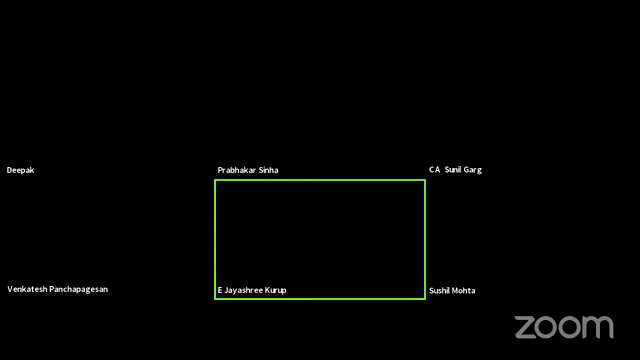 Deepak
Prabhakar Sinha
CA Sunil Garg
Venkatesh Panchapagesan
E Jayashree Kurup
Sushil Mohta
zoom